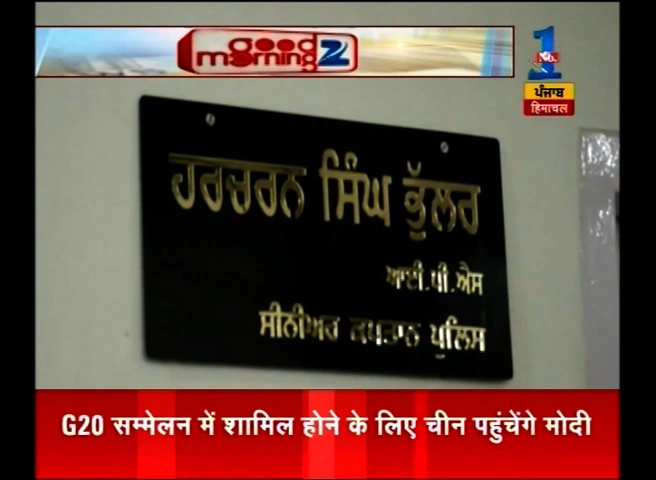 good
morning Z
No. 1
ਪੰਜਾਬ
हिमाचल
ਹਰਚਰਨ ਸਿੰਘ ਭੁੱਲਰ
ਆਈ.ਪੀ.ਐਸ
ਸੀਨੀਅਰ ਕਪਤਾਨ ਪੁਲਿਸ
G20 सम्मेलन में शामिल होने के लिए चीन पहुंचेंगे मोदी